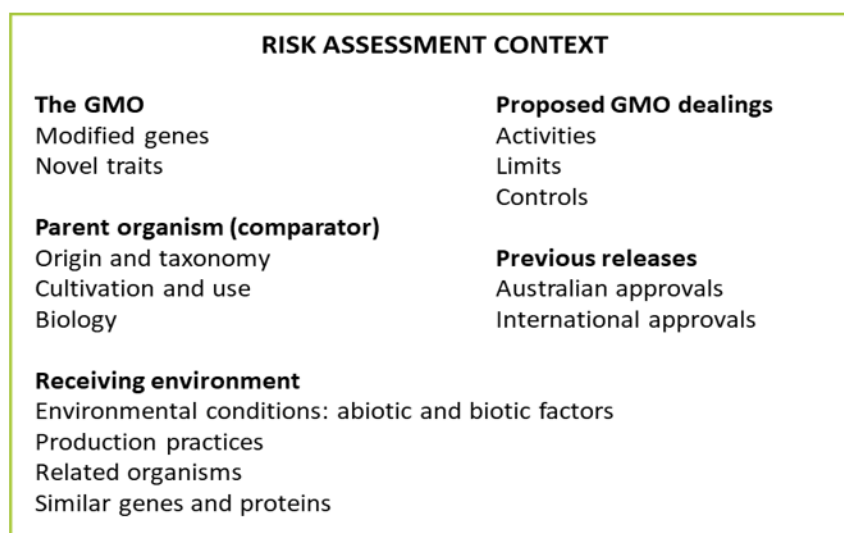 RISK ASSESSMENT CONTEXT
The GMO
Modified genes
Novel traits
Parent organism (comparator)
Origin and taxonomy
Cultivation and use
Biology
Proposed GMO dealings
Activities
Limits
Controls
Previous releases
Australian approvals
International approvals
Receiving environment
Environmental conditions: abiotic and biotic factors
Production practices
Related organisms
Similar genes and proteins